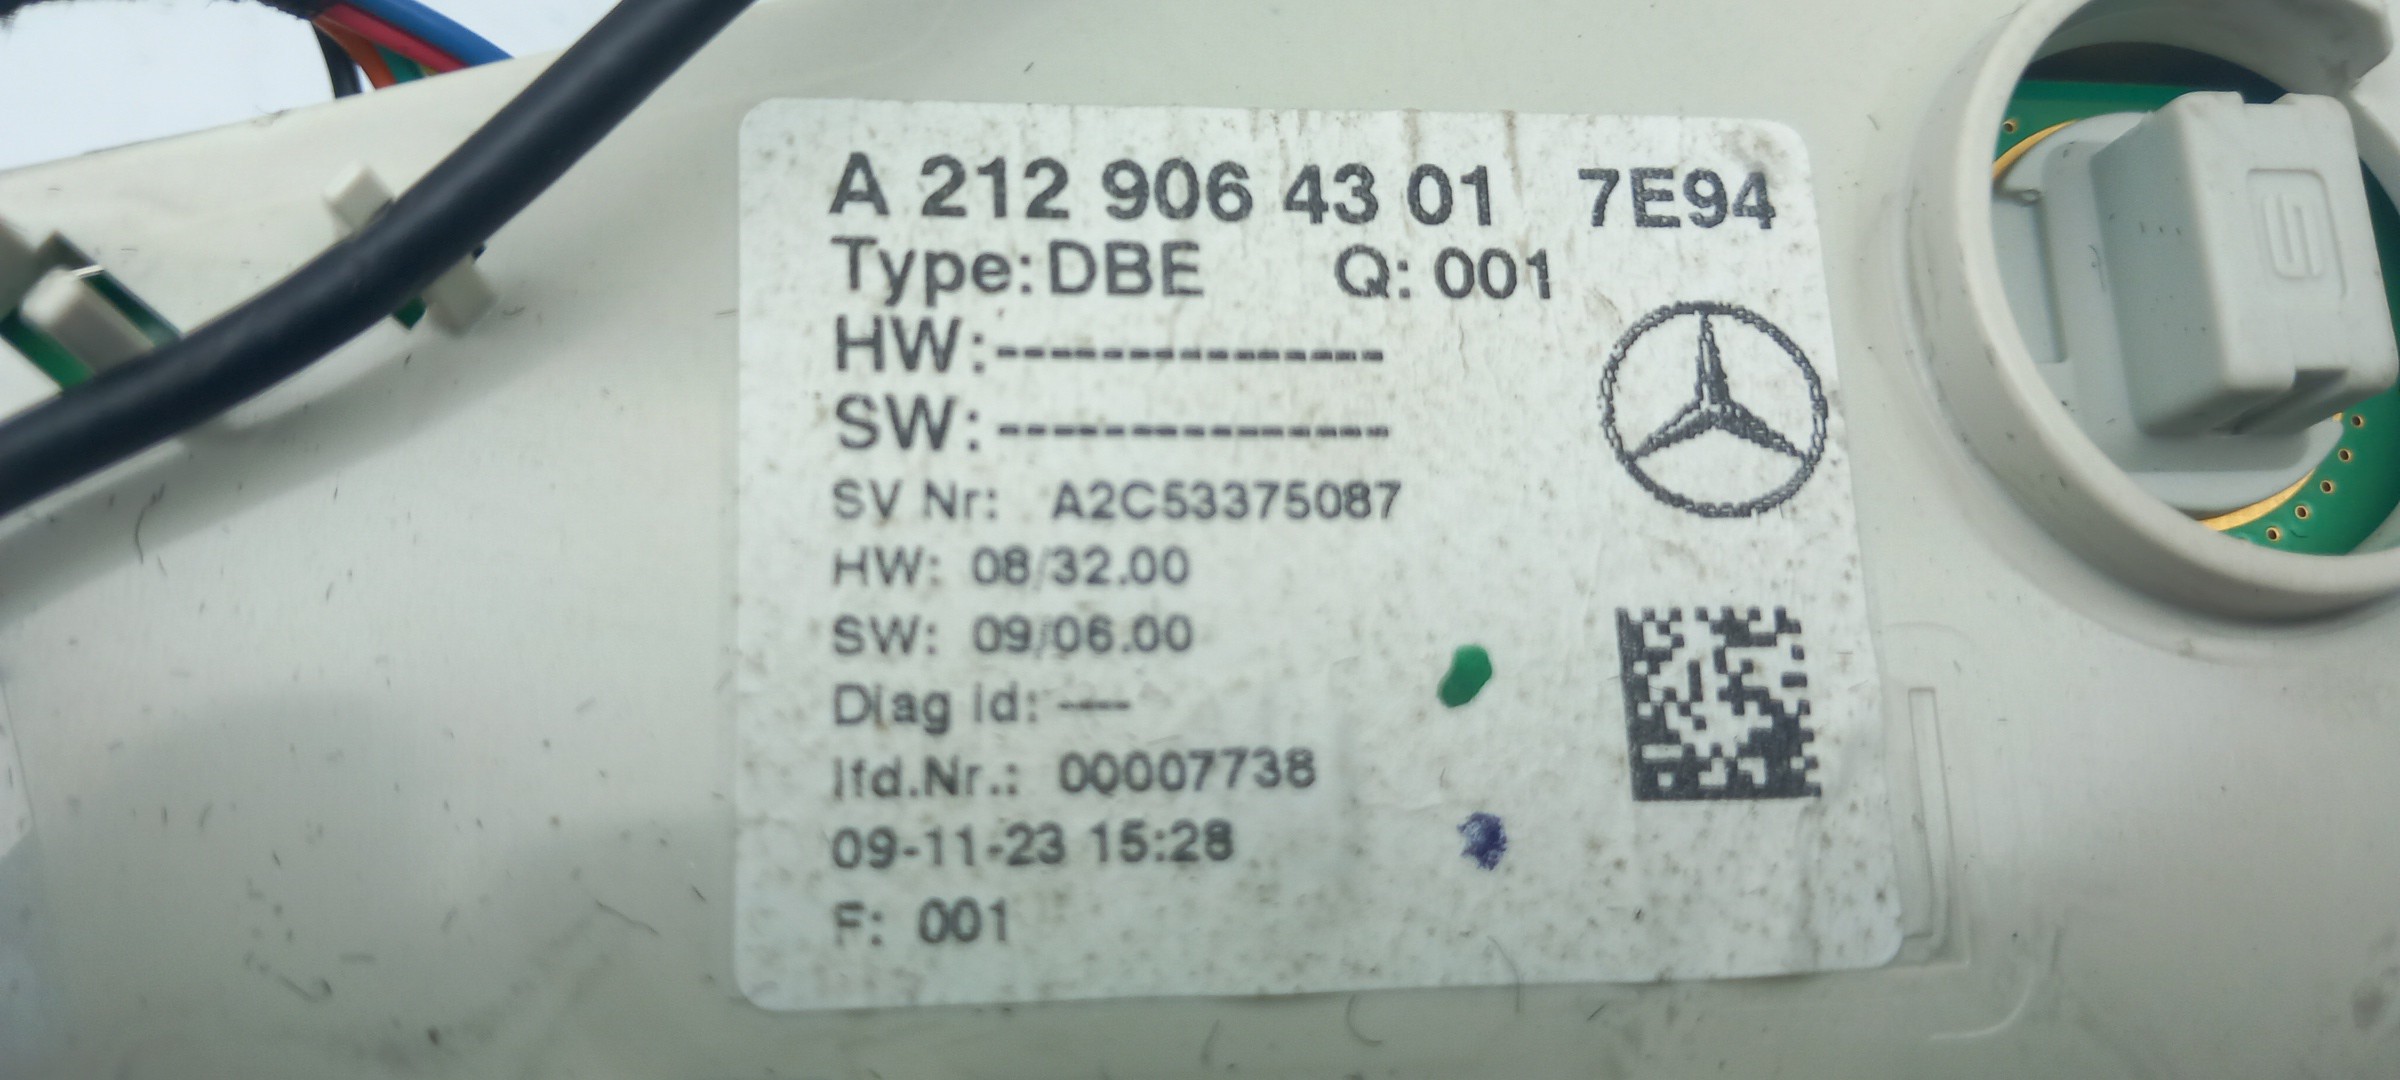 A 212 906 43 01 7E94
Type: DBE Q: 001
HW:---------------
SW:---------------
SV Nr: A2C53375087
HW: 08/32.00
SW: 09/06.00
Diag id: ----
lfd.Nr.: 00007738
09-11-23 15:28
F: 001